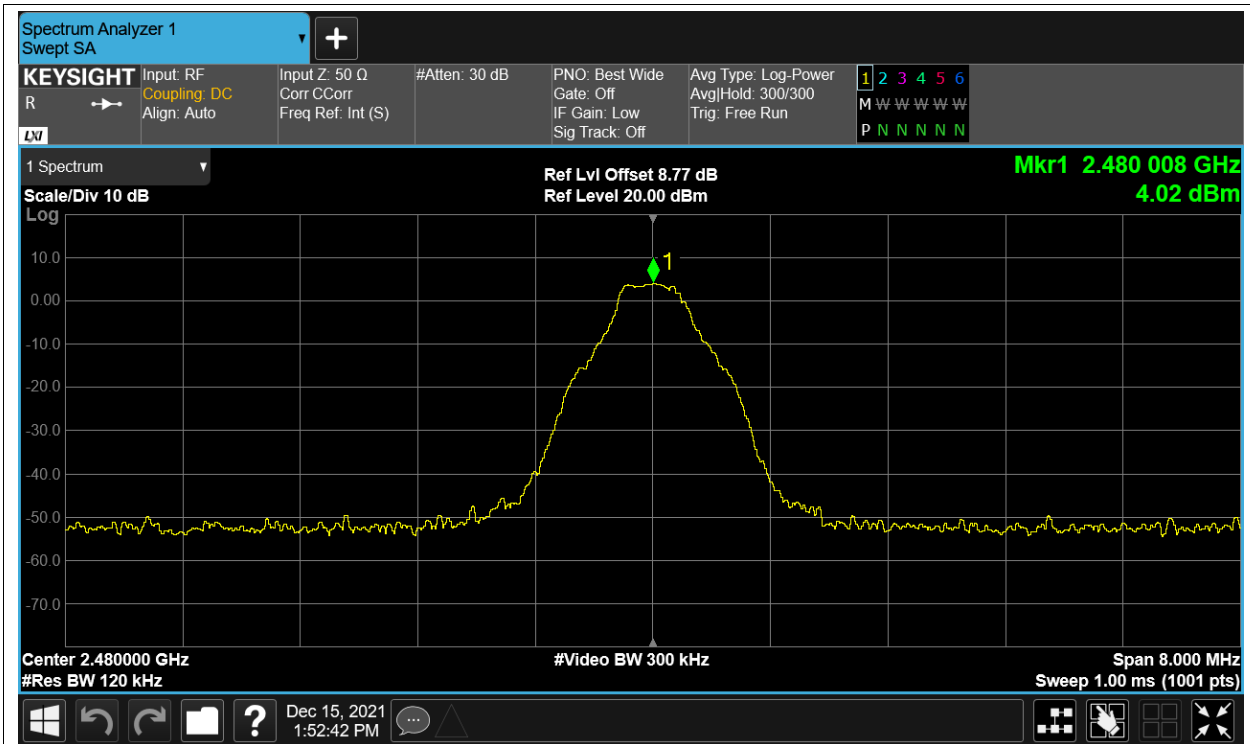 Spectrum Analyzer 1
Swept SA
KEYSIGHT
R
LXI
Input: RF
Coupling: DC
Align: Auto
Input Z: 50 Ω
Corr CCorr
Freq Ref: Int (S)
#Atten: 30 dB
PNO: Best Wide
Gate: Off
IF Gain: Low
Sig Track: Off
Avg Type: Log-Power
Avg|Hold: 300/300
Trig: Free Run
1 2 3 4 5 6
M W W W W W
P N N N N N
1 Spectrum
Scale/Div 10 dB
Log
Ref Lvl Offset 8.77 dB
Ref Level 20.00 dBm
Mkr1 2.480 008 GHz
4.02 dBm
1
10.0
0.00
-10.0
-20.0
-30.0
-40.0
-50.0
-60.0
-70.0
Center 2.480000 GHz
#Video BW 300 kHz
Span 8.000 MHz
#Res BW 120 kHz
Sweep 1.00 ms (1001 pts)
?
Dec 15, 2021
1:52:42 PM